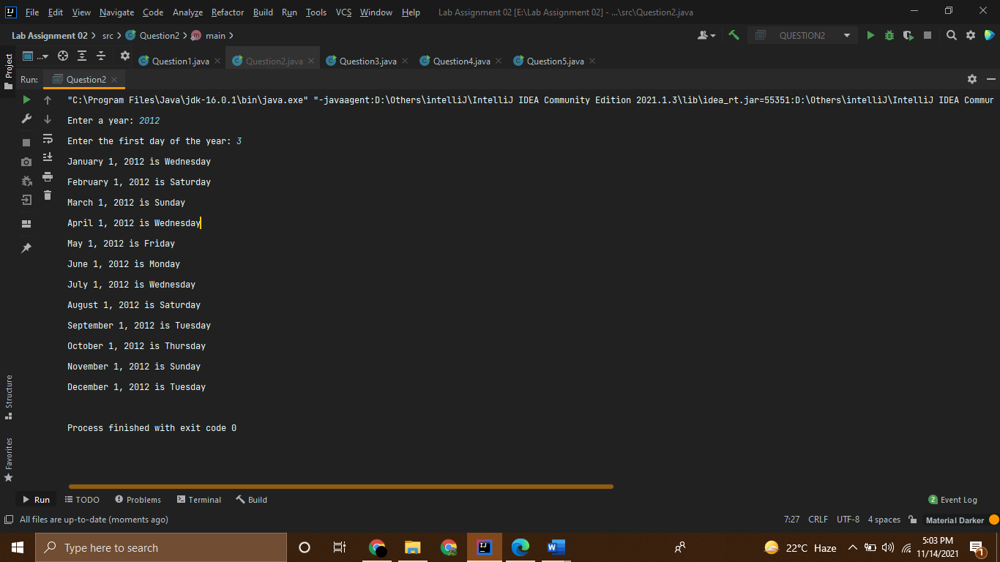 File Edit View Navigate Code Analyze Refactor Build Run Tools VCS Window Help Lab Assignment 02 [E:\Lab Assignment 02] - ...\src\Question2.java
Lab Assignment 02 src Question2 main QUESTION2
Project ... Question1.java Question2.java Question3.java Question4.java Question5.java
Run: Question2
"C:\Program Files\Java\jdk-16.0.1\bin\java.exe" "-javaagent:D:\Others\intelliJ\IntelliJ IDEA Community Edition 2021.1.3\lib\idea_rt.jar=55351:D:\Others\intelliJ\IntelliJ IDEA Commun
Enter a year: 2012
Enter the first day of the year: 3
January 1, 2012 is Wednesday
February 1, 2012 is Saturday
March 1, 2012 is Sunday
April 1, 2012 is Wednesday
May 1, 2012 is Friday
June 1, 2012 is Monday
July 1, 2012 is Wednesday
August 1, 2012 is Saturday
September 1, 2012 is Tuesday
October 1, 2012 is Thursday
November 1, 2012 is Sunday
December 1, 2012 is Tuesday
Process finished with exit code 0
Structure
Favorites
Run TODO Problems Terminal Build 2 Event Log
All files are up-to-date (moments ago) 7:27 CRLF UTF-8 4 spaces Material Darker
Type here to search 22°C Haze 5:03 PM
11/14/2021 1